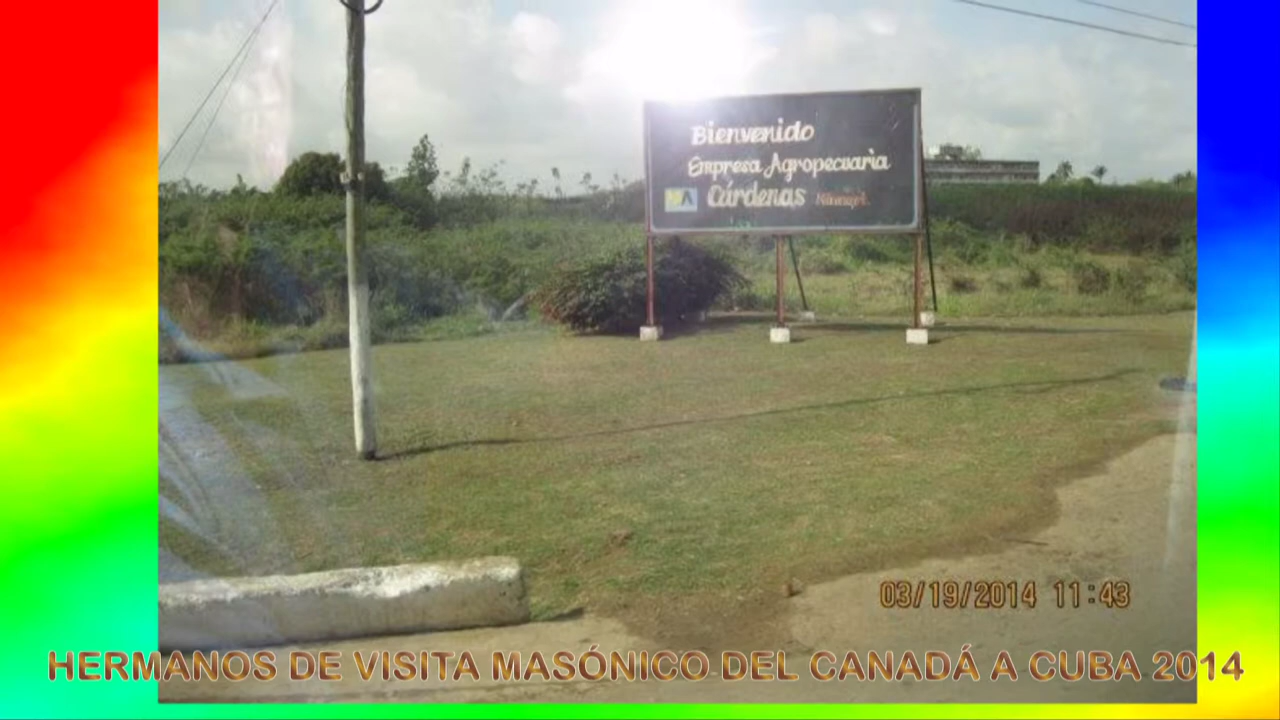 Bienvenido
Empresa Agropecuaria
Cárdenas
03/19/2014 11:43
HERMANOS DE VISITA MASÓNICO DEL CANADÁ A CUBA 2014